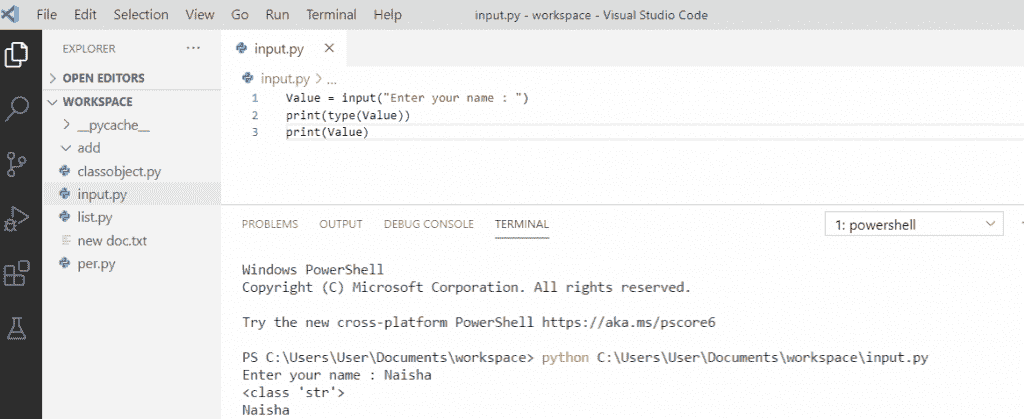 File Edit Selection View Go Run Terminal Help input.py - workspace - Visual Studio Code
EXPLORER ...
OPEN EDITORS
WORKSPACE
__pycache__
add
classobject.py
input.py
list.py
new doc.txt
per.py
input.py
input.py > ...
1 Value = input("Enter your name : ")
2 print(type(Value))
3 print(Value)
PROBLEMS OUTPUT DEBUG CONSOLE TERMINAL 1: powershell
Windows PowerShell
Copyright (C) Microsoft Corporation. All rights reserved.
Try the new cross-platform PowerShell https://aka.ms/pscore6
PS C:\Users\User\Documents\workspace> python C:\Users\User\Documents\workspace\input.py
Enter your name : Naisha
<class 'str'>
Naisha